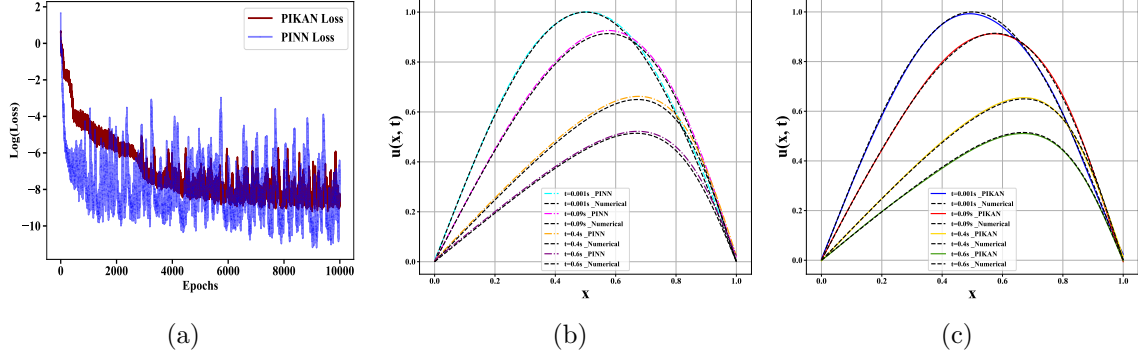 PIKAN Loss
PINN Loss
Log(Loss)
2
0
−2
−4
−6
−8
−10
0 2000 4000 6000 8000 10000
Epochs
(a)
u(x, t)
1.0
0.8
0.6
0.4
0.2
0.0
t=0.001s _PINN
t=0.001s _Numerical
t=0.09s _PINN
t=0.09s _Numerical
t=0.4s _PINN
t=0.4s _Numerical
t=0.6s _PINN
t=0.6s _Numerical
0.0 0.2 0.4 0.6 0.8 1.0
x
(b)
u(x, t)
1.0
0.8
0.6
0.4
0.2
0.0
t=0.001s _PIKAN
t=0.001s _Numerical
t=0.09s _PIKAN
t=0.09s _Numerical
t=0.4s _PIKAN
t=0.4s _Numerical
t=0.6s _PIKAN
t=0.6s _Numerical
0.0 0.2 0.4 0.6 0.8 1.0
x
(c)